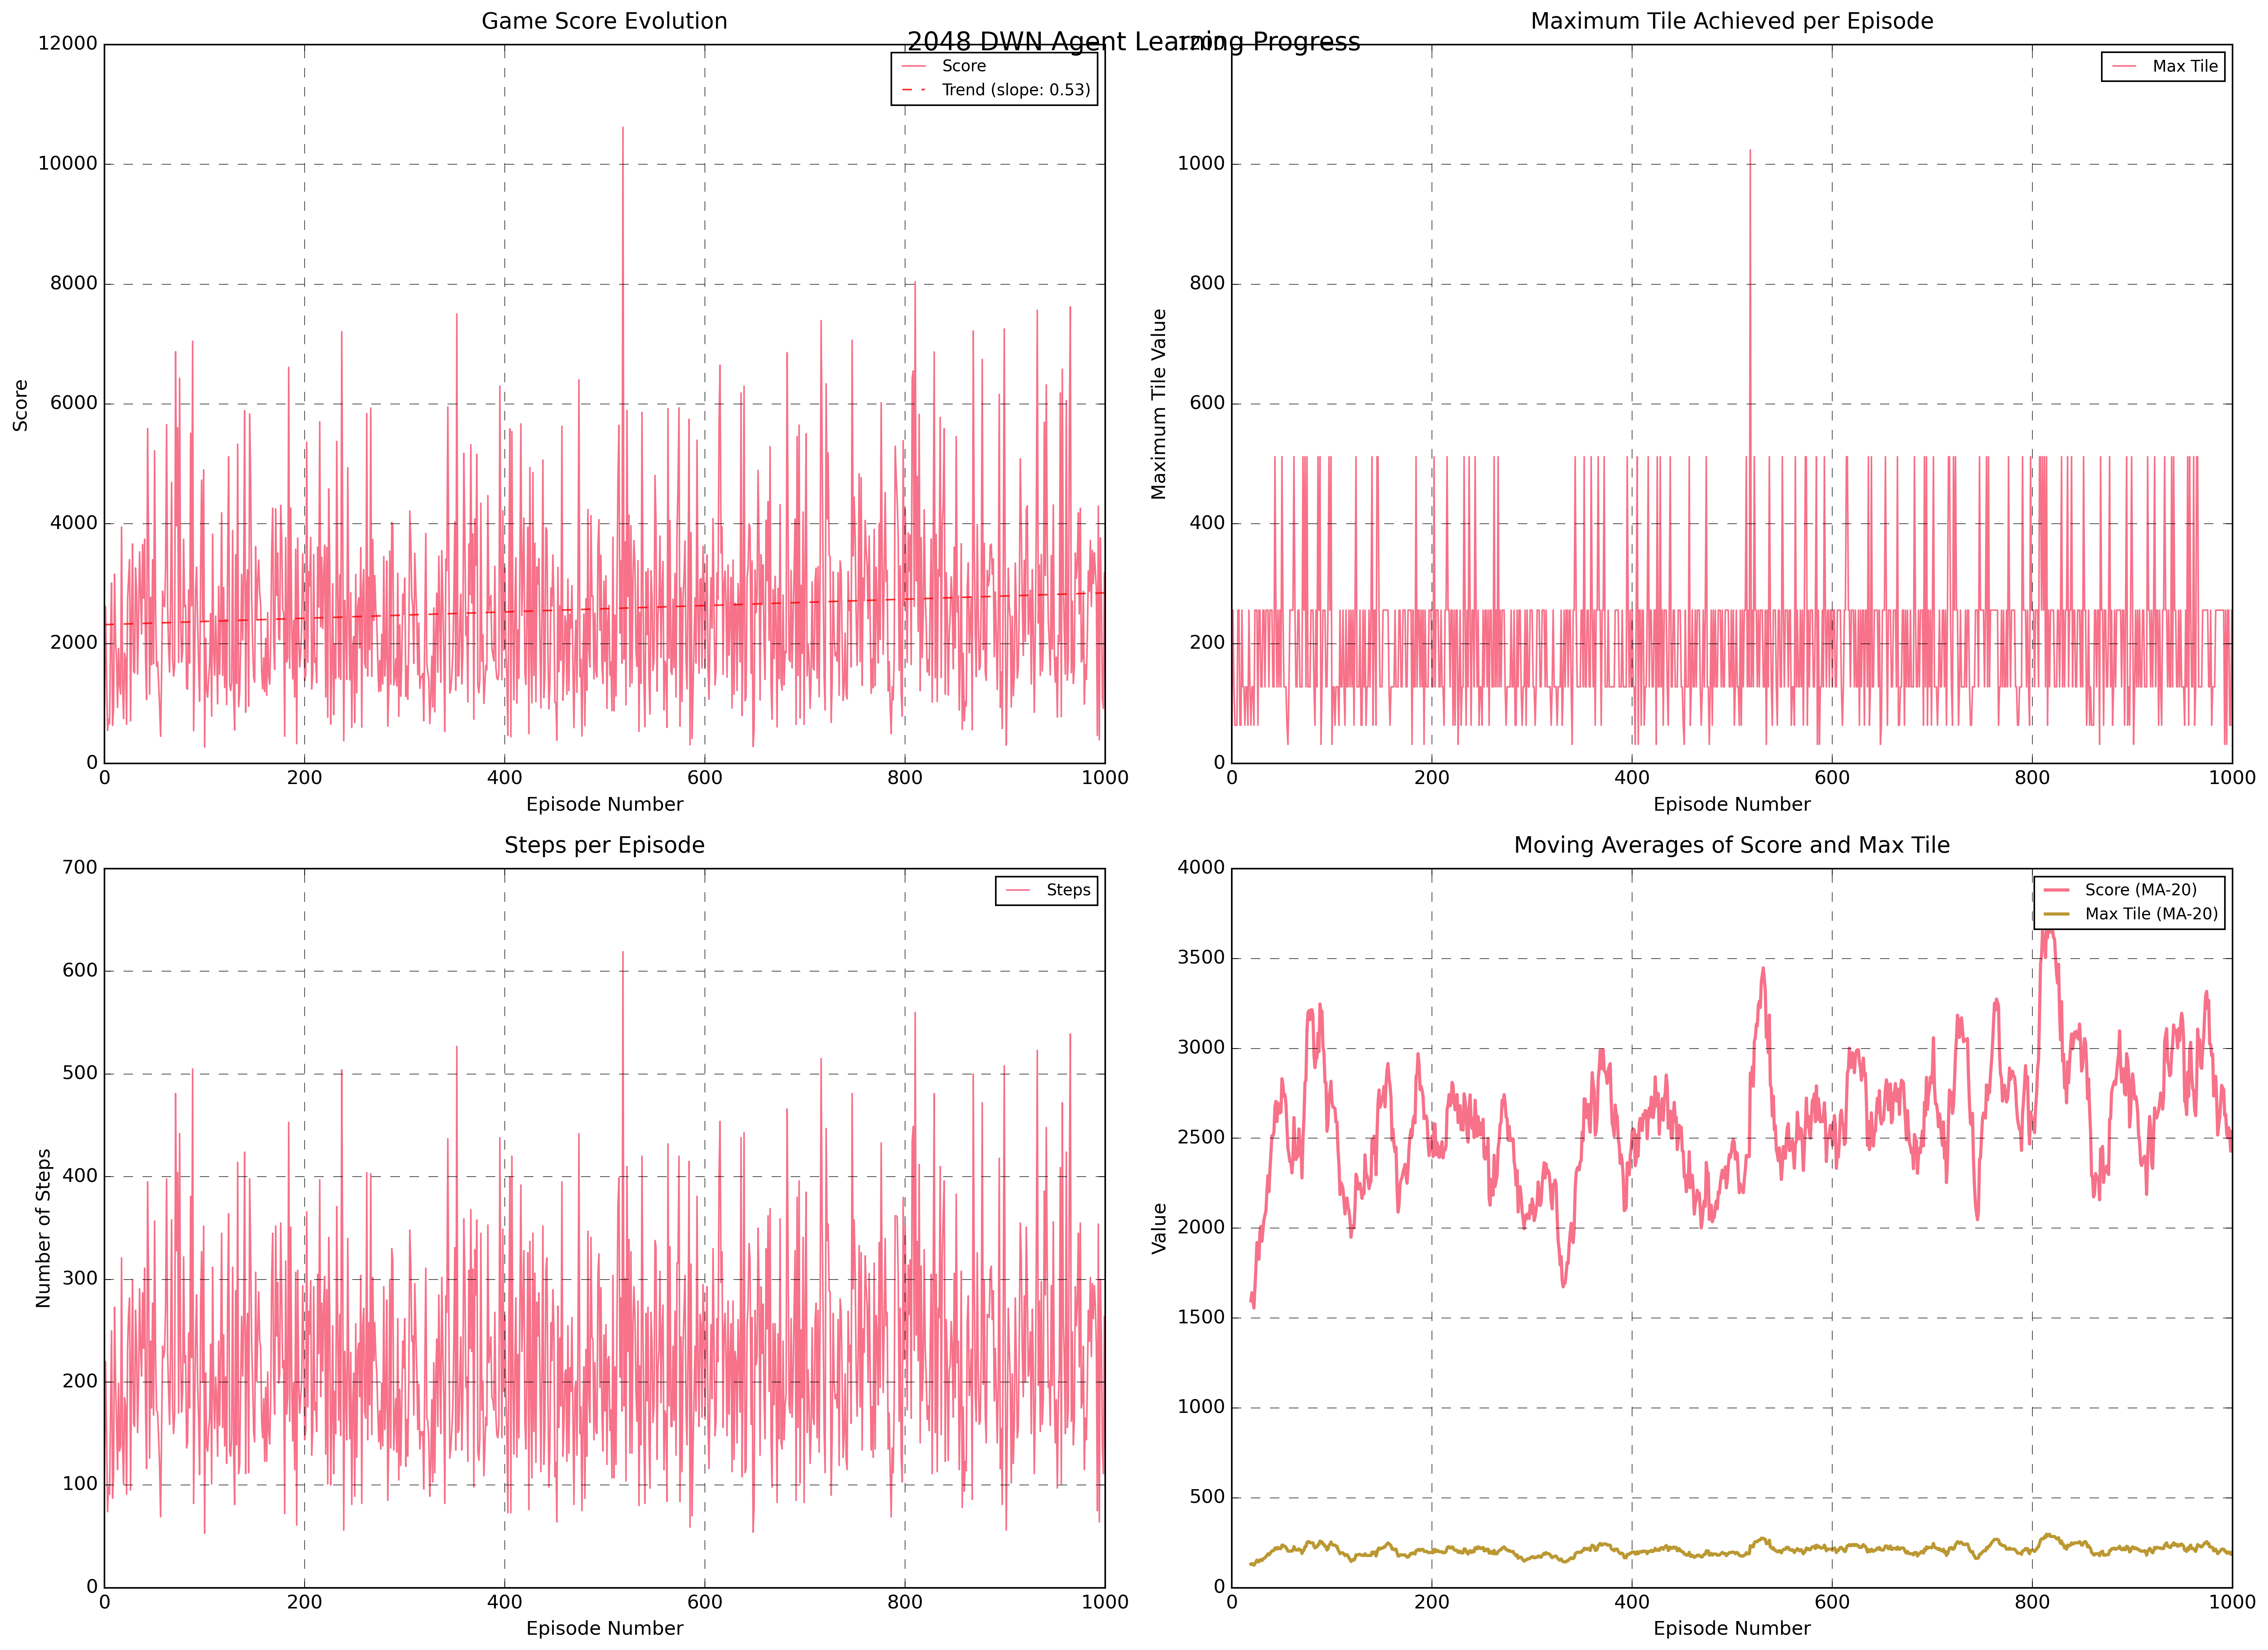 2048 DWN Agent Learning Progress
Game Score Evolution
12000
10000
8000
6000
4000
2000
0
Score
Score
Trend (slope: 0.53)
0 200 400 600 800 1000
Episode Number
Maximum Tile Achieved per Episode
1200
1000
800
600
400
200
0
Maximum Tile Value
Max Tile
0 200 400 600 800 1000
Episode Number
Steps per Episode
700
600
500
400
300
200
100
0
Number of Steps
Steps
0 200 400 600 800 1000
Episode Number
Moving Averages of Score and Max Tile
4000
3500
3000
2500
2000
1500
1000
500
0
Value
Score (MA-20)
Max Tile (MA-20)
0 200 400 600 800 1000
Episode Number